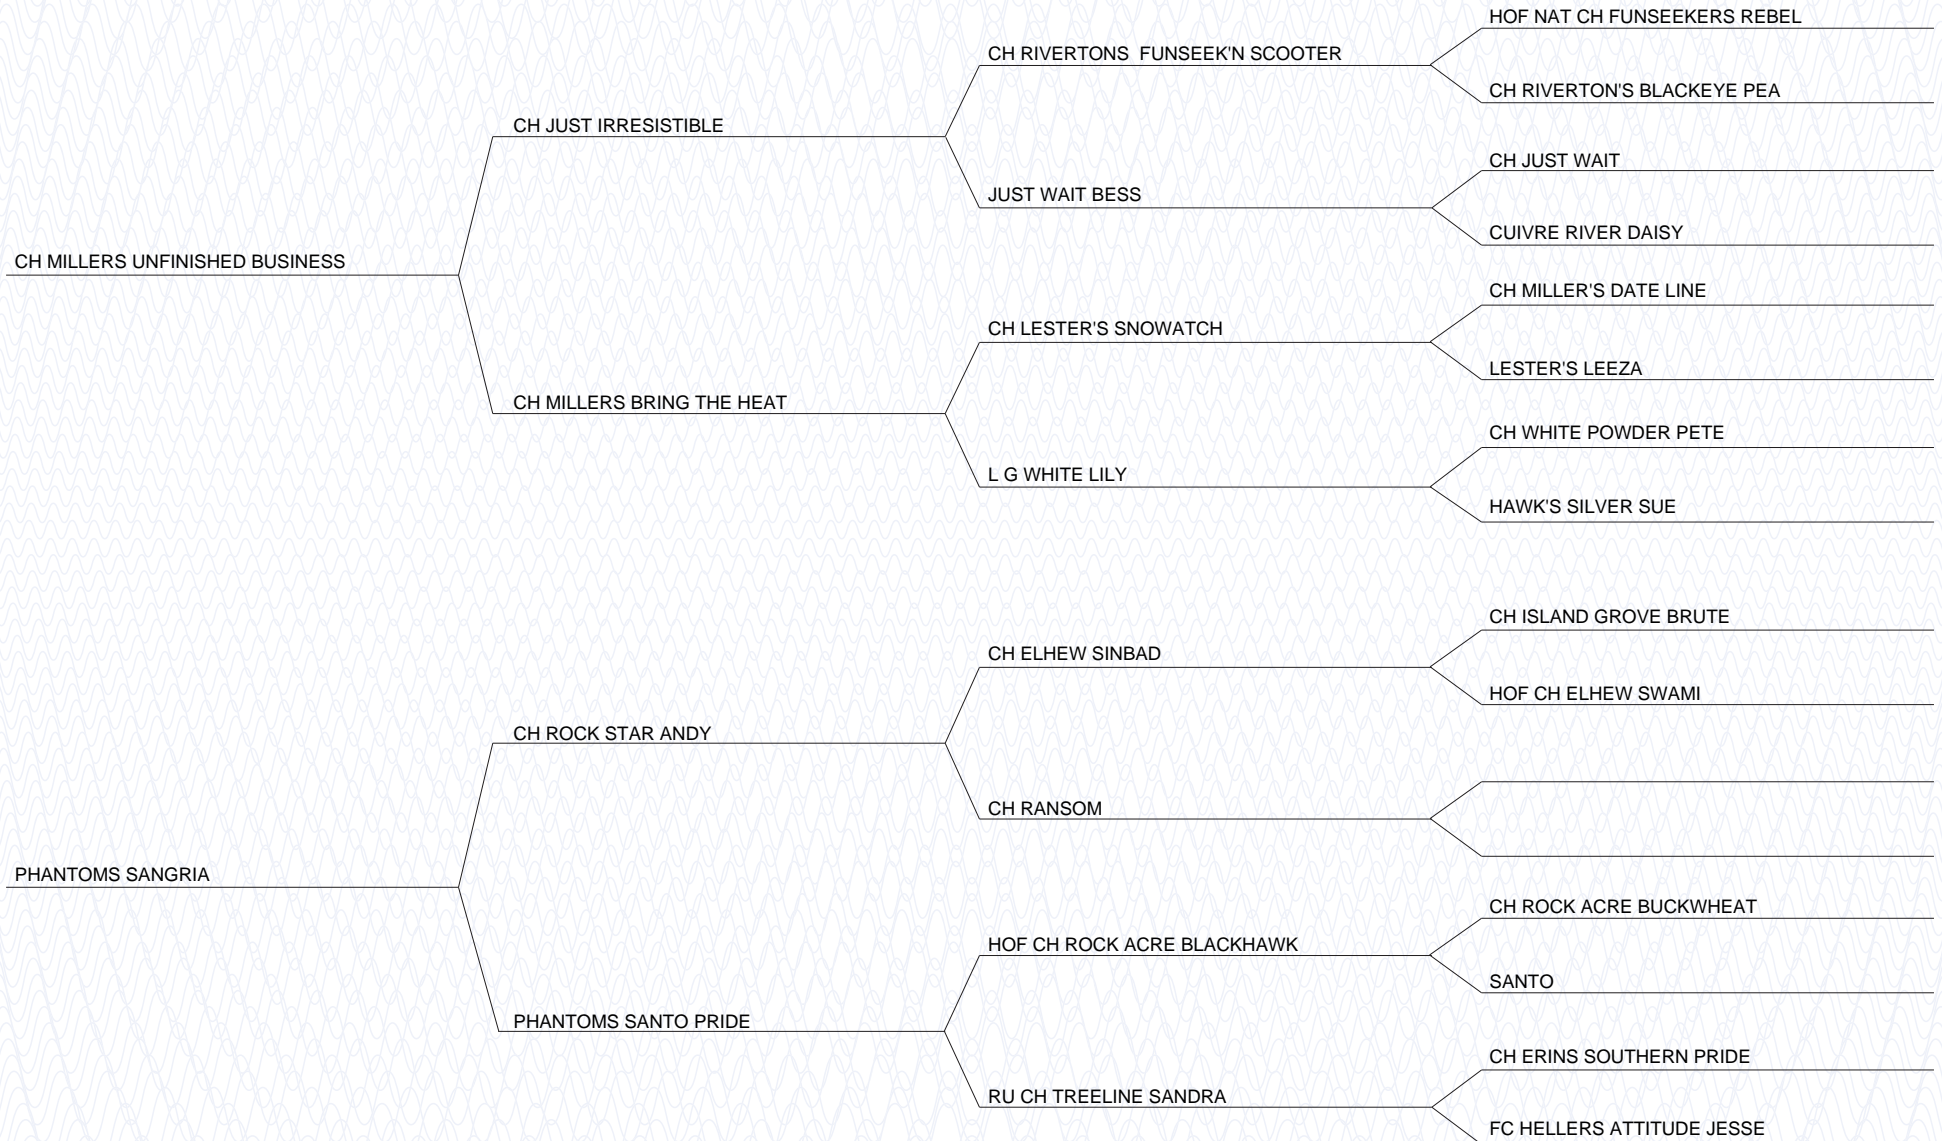 HOF NAT CH FUNSEEKERS REBEL
CH RIVERTONS  FUNSEEK'N SCOOTER
CH RIVERTON'S BLACKEYE PEA
CH JUST IRRESISTIBLE
CH JUST WAIT
JUST WAIT BESS
CUIVRE RIVER DAISY
CH MILLERS UNFINISHED BUSINESS
CH MILLER'S DATE LINE
CH LESTER'S SNOWATCH
LESTER'S LEEZA
CH MILLERS BRING THE HEAT
CH WHITE POWDER PETE
L G WHITE LILY
HAWK'S SILVER SUE
CH ISLAND GROVE BRUTE
CH ELHEW SINBAD
HOF CH ELHEW SWAMI
CH ROCK STAR ANDY
CH RANSOM
PHANTOMS SANGRIA
CH ROCK ACRE BUCKWHEAT
HOF CH ROCK ACRE BLACKHAWK
SANTO
PHANTOMS SANTO PRIDE
CH ERINS SOUTHERN PRIDE
RU CH TREELINE SANDRA
FC HELLERS ATTITUDE JESSE